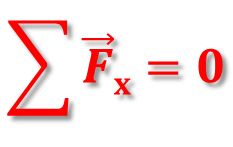 ∑ F⃗ₓ = 0